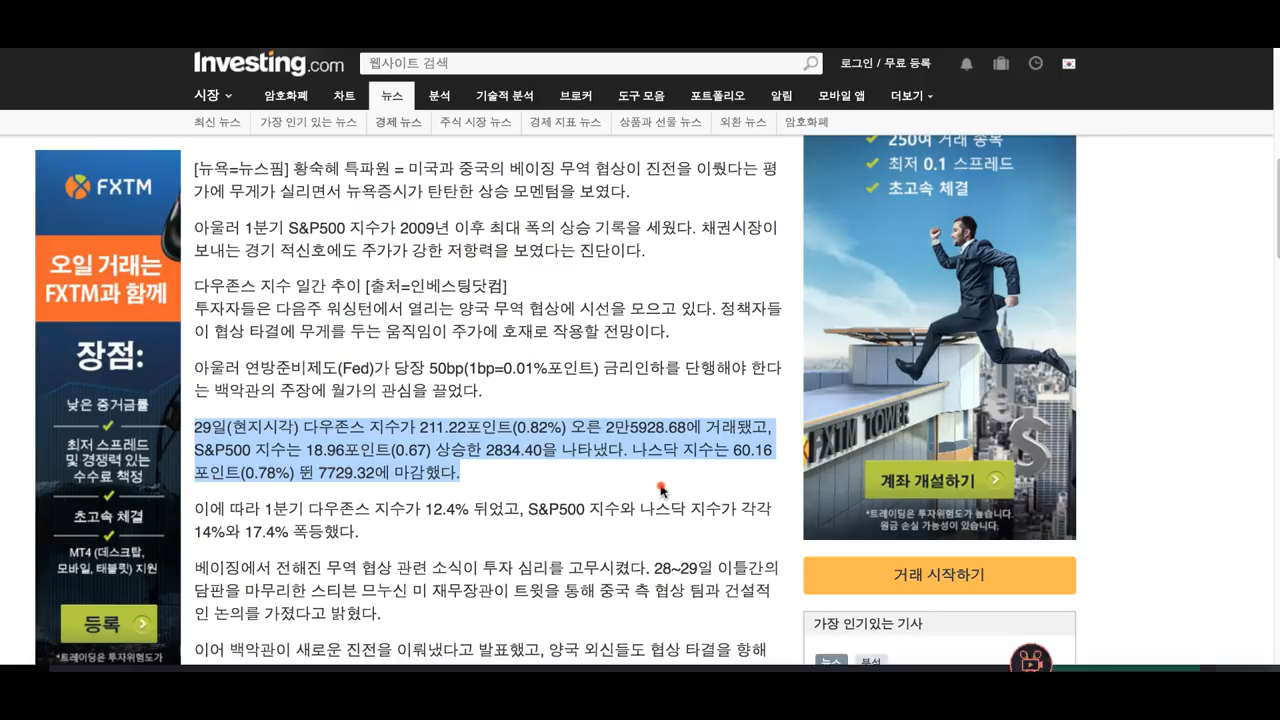 Investing.com
웹사이트 검색
로그인 / 무료 등록
시장
암호화폐
차트
뉴스
분석
기술적 분석
브로커
도구 모음
포트폴리오
알림
모바일 앱
더보기
최신 뉴스
가장 인기 있는 뉴스
경제 뉴스
주식 시장 뉴스
경제 지표 뉴스
상품과 선물 뉴스
외환 뉴스
암호화폐
FXTM
오일 거래는
FXTM과 함께
장점:
낮은 증거금률
최저 스프레드
및 경쟁력 있는
수수료 책정
초고속 체결
MT4 (데스크탑,
모바일, 태블릿) 지원
등록
*트레이딩은 투자위험도가
[뉴욕=뉴스핌] 황숙혜 특파원 = 미국과 중국의 베이징 무역 협상이 진전을 이뤘다는 평
가에 무게가 실리면서 뉴욕증시가 탄탄한 상승 모멘텀을 보였다.
아울러 1분기 S&P500 지수가 2009년 이후 최대 폭의 상승 기록을 세웠다. 채권시장이
보내는 경기 적신호에도 주가가 강한 저항력을 보였다는 진단이다.
다우존스 지수 일간 추이 [출처=인베스팅닷컴]
투자자들은 다음주 워싱턴에서 열리는 양국 무역 협상에 시선을 모으고 있다. 정책자들
이 협상 타결에 무게를 두는 움직임이 주가에 호재로 작용할 전망이다.
아울러 연방준비제도(Fed)가 당장 50bp(1bp=0.01%포인트) 금리인하를 단행해야 한다
는 백악관의 주장에 월가의 관심을 끌었다.
29일(현지시각) 다우존스 지수가 211.22포인트(0.82%) 오른 2만5928.68에 거래됐고,
S&P500 지수는 18.96포인트(0.67) 상승한 2834.40을 나타냈다. 나스닥 지수는 60.16
포인트(0.78%) 뛴 7729.32에 마감했다.
이에 따라 1분기 다우존스 지수가 12.4% 뛰었고, S&P500 지수와 나스닥 지수가 각각
14%와 17.4% 폭등했다.
베이징에서 전해진 무역 협상 관련 소식이 투자 심리를 고무시켰다. 28~29일 이틀간의
담판을 마무리한 스티븐 므누신 미 재무장관이 트윗을 통해 중국 측 협상 팀과 건설적
인 논의를 가졌다고 밝혔다.
이어 백악관이 새로운 진전을 이뤄냈다고 발표했고, 양국 외신들도 협상 타결을 향해
250여 거래 종목
최저 0.1 스프레드
초고속 체결
FXTM TOWER
계좌 개설하기
*트레이딩은 투자위험도가 높습니다.
원금 손실 가능성이 있습니다.
거래 시작하기
가장 인기있는 기사
뉴스
분석